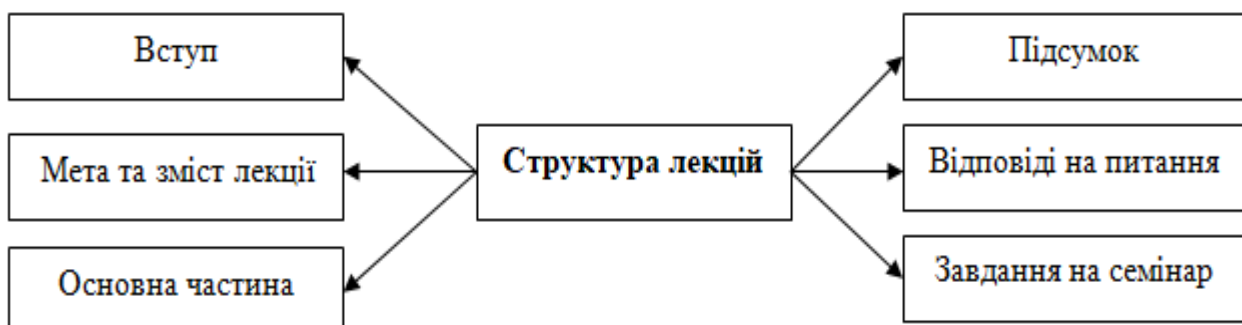 Вступ
Мета та зміст лекції
Основна частина
Структура лекцій
Підсумок
Відповіді на питання
Завдання на семінар